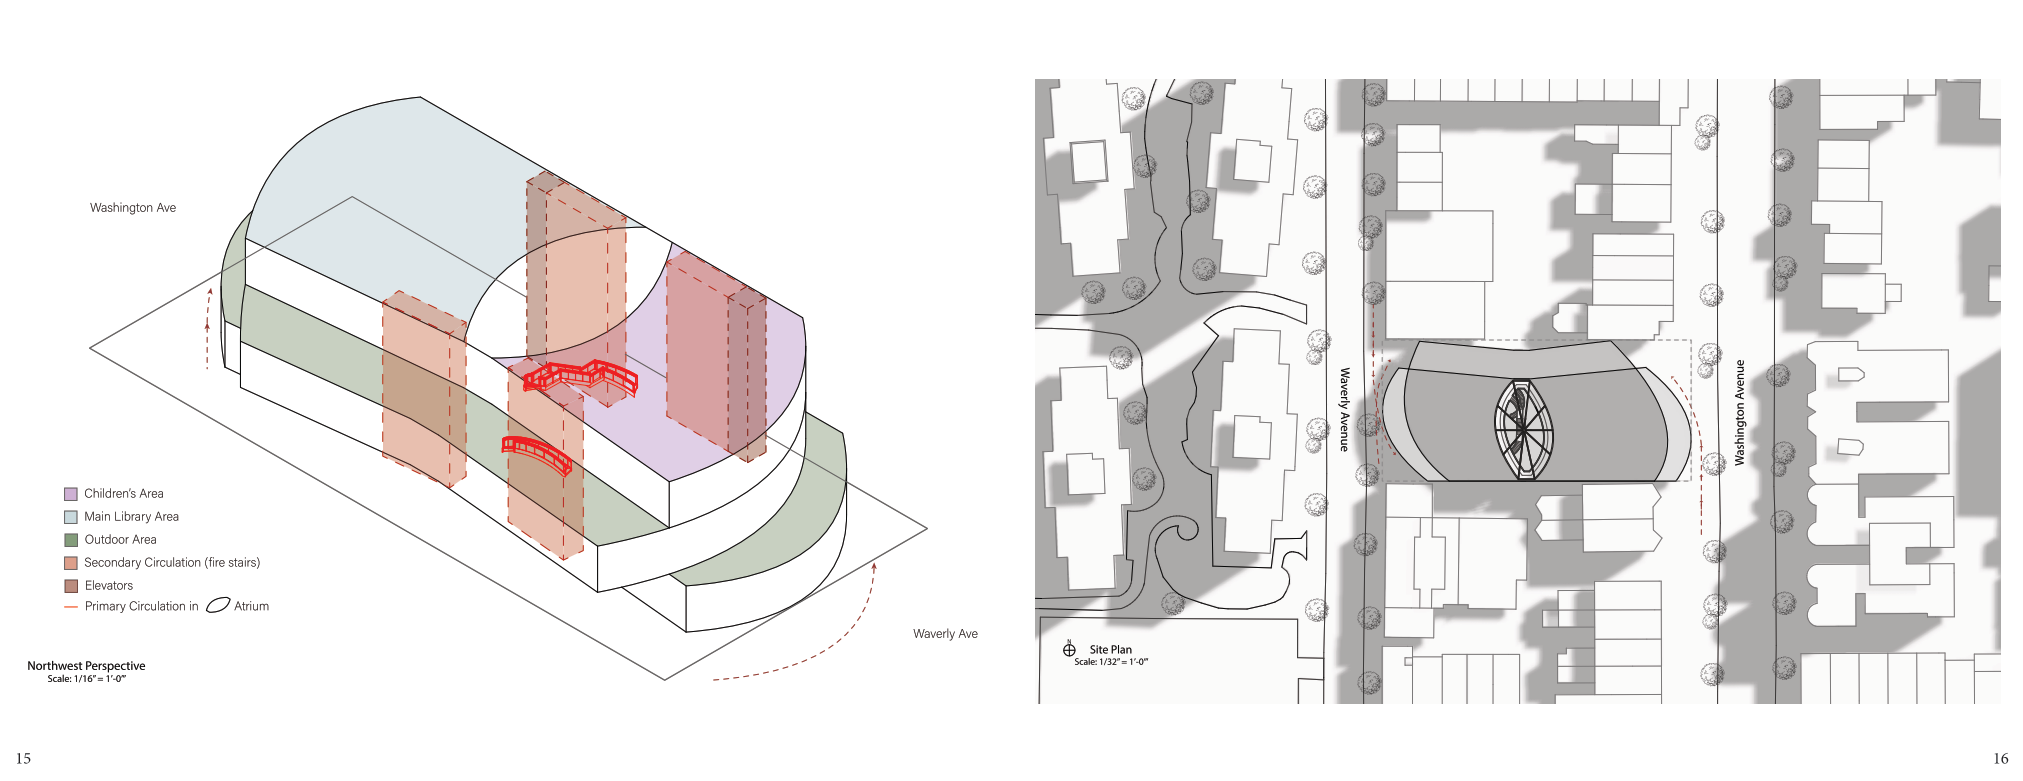 Washington Ave
Children's Area
Main Library Area
Outdoor Area
Secondary Circulation (fire stairs)
Elevators
Primary Circulation in Atrium
Northwest Perspective
Scale: 1/16" = 1'-0"
Waverly Ave
15
Waverly Avenue
Washington Avenue
N
Site Plan
Scale: 1/32" = 1'-0"
16